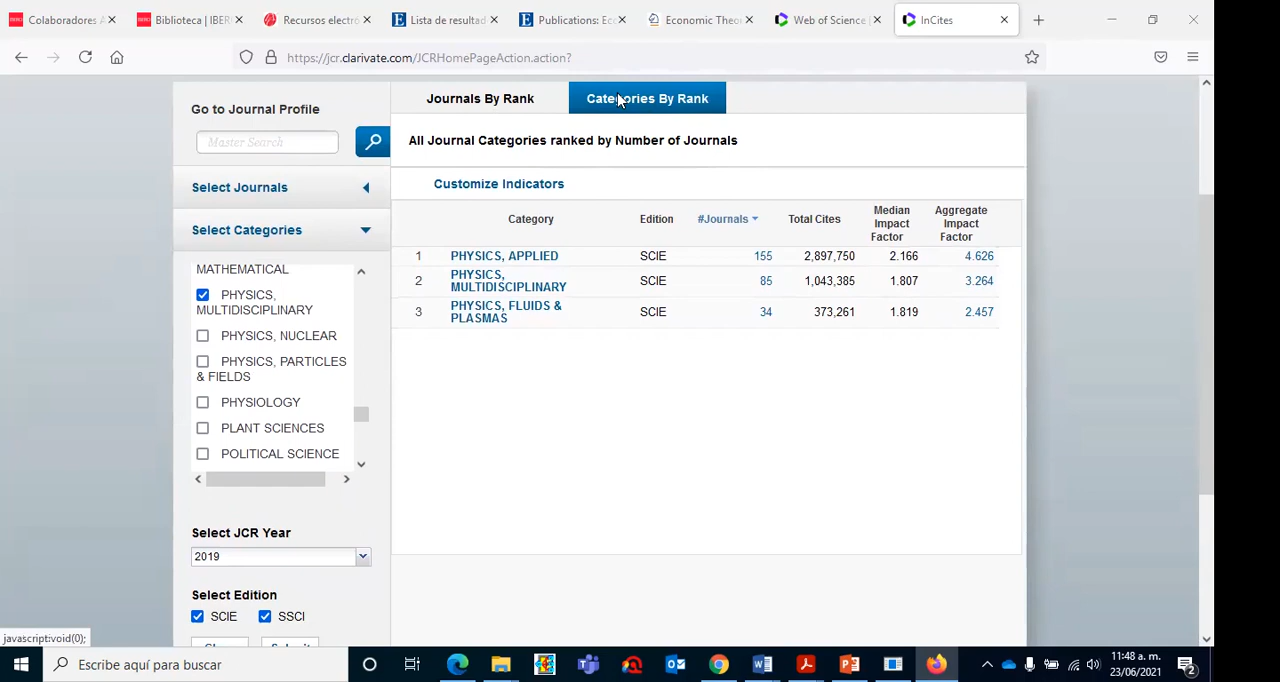 Colaboradores A
Biblioteca | IBER
Recursos electró
Lista de resultad
Publications: Eco
Economic Theo
Web of Science |
InCites
https://jcr.clarivate.com/JCRHomePageAction.action?
Go to Journal Profile
Master Search
Select Journals
Select Categories
MATHEMATICAL
PHYSICS,
MULTIDISCIPLINARY
PHYSICS, NUCLEAR
PHYSICS, PARTICLES
& FIELDS
PHYSIOLOGY
PLANT SCIENCES
POLITICAL SCIENCE
Select JCR Year
2019
Select Edition
SCIE SSCI
Journals By Rank Categories By Rank
All Journal Categories ranked by Number of Journals
Customize Indicators
Category Edition #Journals Total Cites Median Impact Factor Aggregate Impact Factor
1 PHYSICS, APPLIED SCIE 155 2,897,750 2.166 4.626
2 PHYSICS, MULTIDISCIPLINARY SCIE 85 1,043,385 1.807 3.264
3 PHYSICS, FLUIDS & PLASMAS SCIE 34 373,261 1.819 2.457
javascript:void(0);
Escribe aquí para buscar
11:48 a. m.
23/06/2021
2